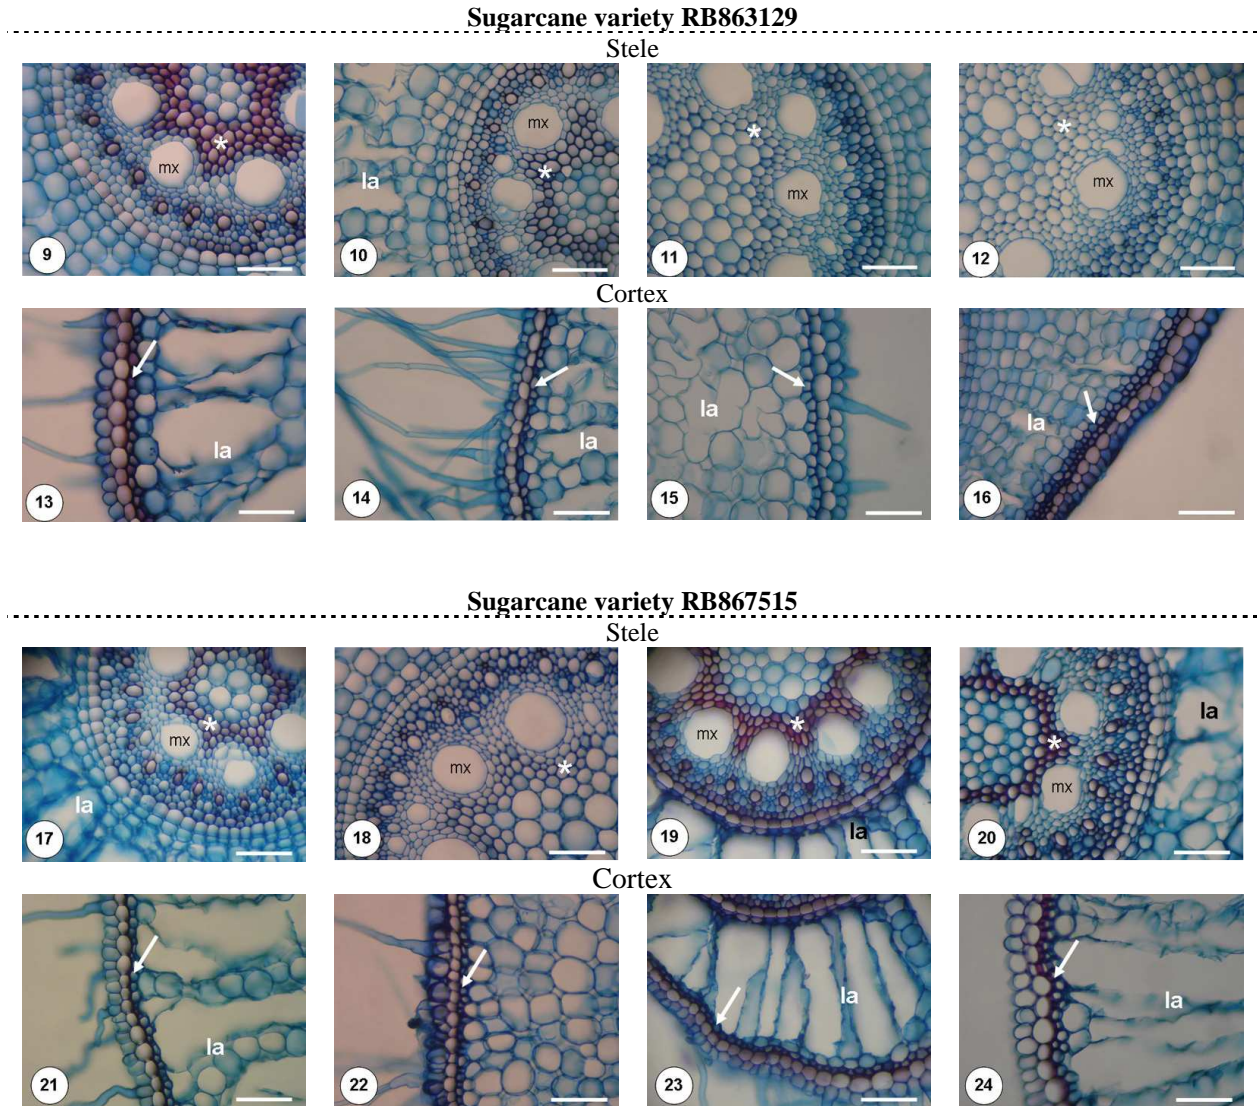 Sugarcane variety RB863129
Stele
mx
*
9
la
mx
*
10
*
mx
11
*
mx
12
Cortex
la
13
la
14
la
15
la
16
Sugarcane variety RB867515
Stele
*
mx
la
17
mx
*
18
mx
*
la
19
la
*
mx
20
Cortex
la
21
22
la
23
la
24